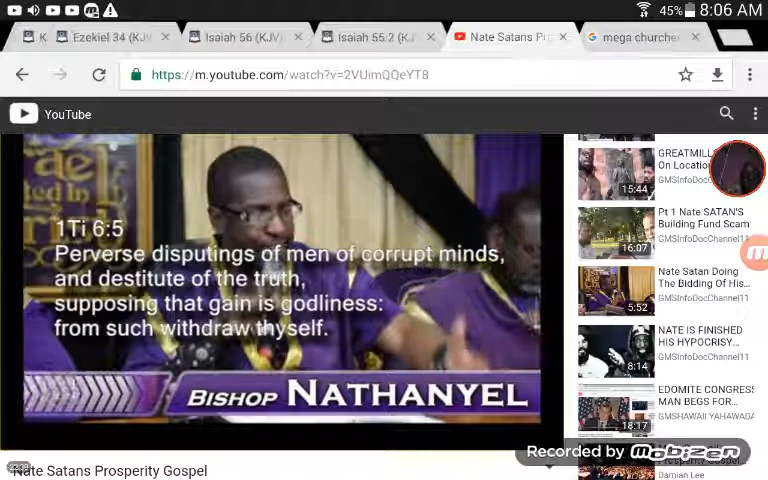 45% 8:06 AM
K
Ezekiel 34 (KJV)
Isaiah 56 (KJV)
Isaiah 55:2 (KJ
Nate Satans Pr
mega churches
https://m.youtube.com/watch?v=2VUimQQeYT8
YouTube
1Ti 6:5
Perverse disputings of men of corrupt minds,
and destitute of the truth,
supposing that gain is godliness:
from such withdraw thyself.
BISHOP NATHANYEL
Nate Satans Prosperity Gospel
GREATMILL
On Location
GMSInfoDocC
15:44
Pt 1 Nate SATAN'S
Building Fund Scam
GMSInfoDocChannel11
16:07
Nate Satan Doing
The Bidding Of His...
GMSInfoDocChannel11
5:52
NATE IS FINISHED
HIS HYPOCRISY...
GMSInfoDocChannel11
8:14
EDOMITE CONGRESS
MAN BEGS FOR...
GMSHAWAII YAHAWADA
18:17
Recorded by Mobizen
Damian Lee